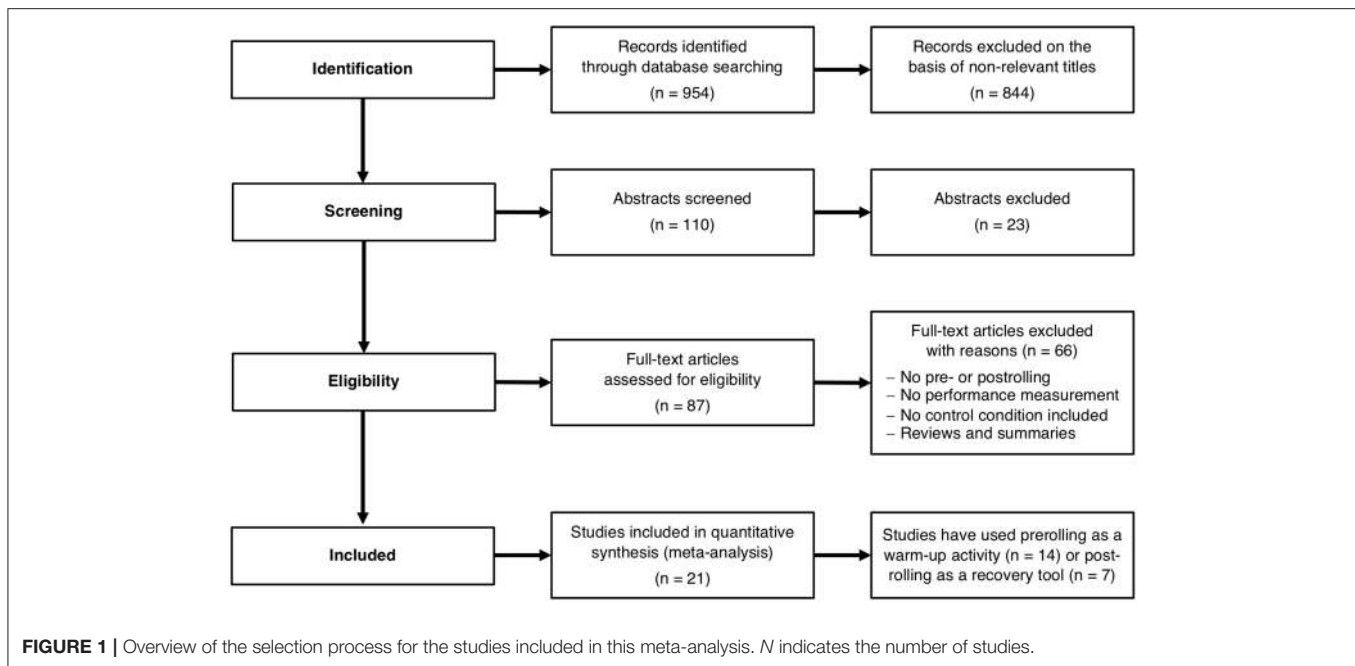 Identification
Records identified
through database searching
(n = 954)
Records excluded on the
basis of non-relevant titles
(n = 844)
Screening
Abstracts screened
(n = 110)
Abstracts excluded
(n = 23)
Eligibility
Full-text articles
assessed for eligibility
(n = 87)
Full-text articles excluded
with reasons (n = 66)
– No pre- or postrolling
– No performance measurement
– No control condition included
– Reviews and summaries
Included
Studies included in quantitative
synthesis (meta-analysis)
(n = 21)
Studies have used prerolling as a
warm-up activity (n = 14) or post-
rolling as a recovery tool (n = 7)
FIGURE 1 | Overview of the selection process for the studies included in this meta-analysis. N indicates the number of studies.